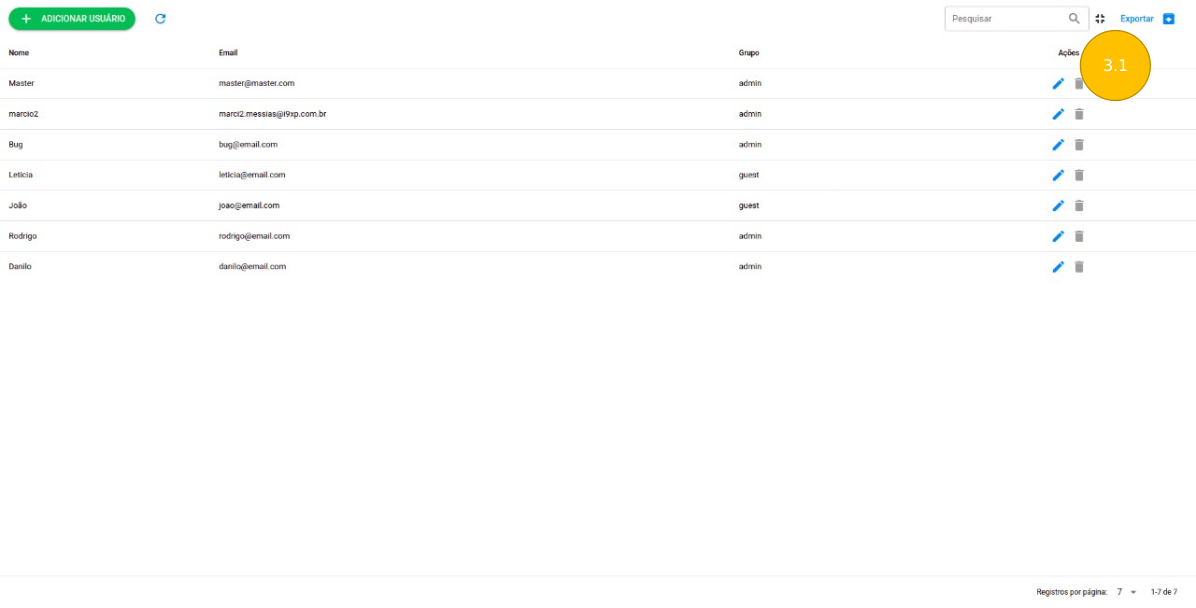 ADICIONAR USUÁRIO Pesquisar Exportar
Nome Email Grupo Ações
3.1
Master master@master.com admin
marcio2 marci2.messias@i9xp.com.br admin
Bug bug@email.com admin
Leticia leticia@email.com guest
João joao@email.com guest
Rodrigo rodrigo@email.com admin
Danilo danilo@email.com admin
Registros por página: 7 1-7 de 7